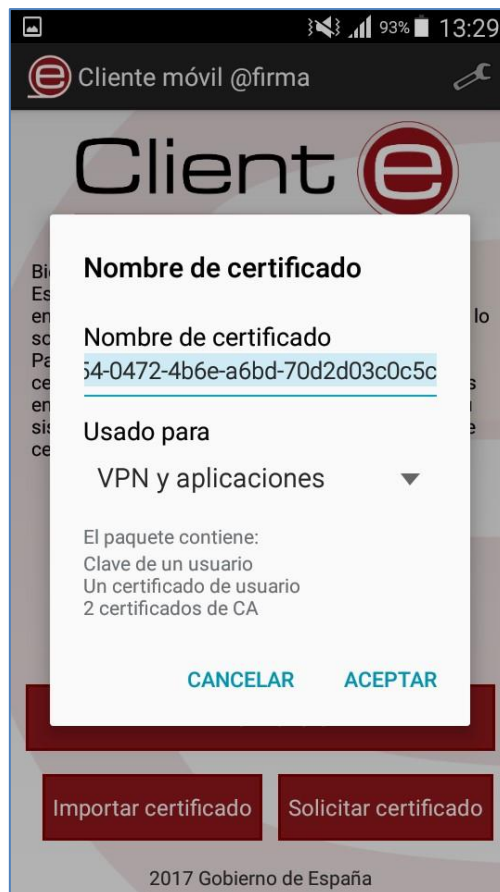 93% 13:29
e Cliente móvil @firma
Client e
Nombre de certificado
Nombre de certificado
54-0472-4b6e-a6bd-70d2d03c0c5c
Usado para
VPN y aplicaciones
El paquete contiene:
Clave de un usuario
Un certificado de usuario
2 certificados de CA
CANCELAR ACEPTAR
Importar certificado Solicitar certificado
2017 Gobierno de España